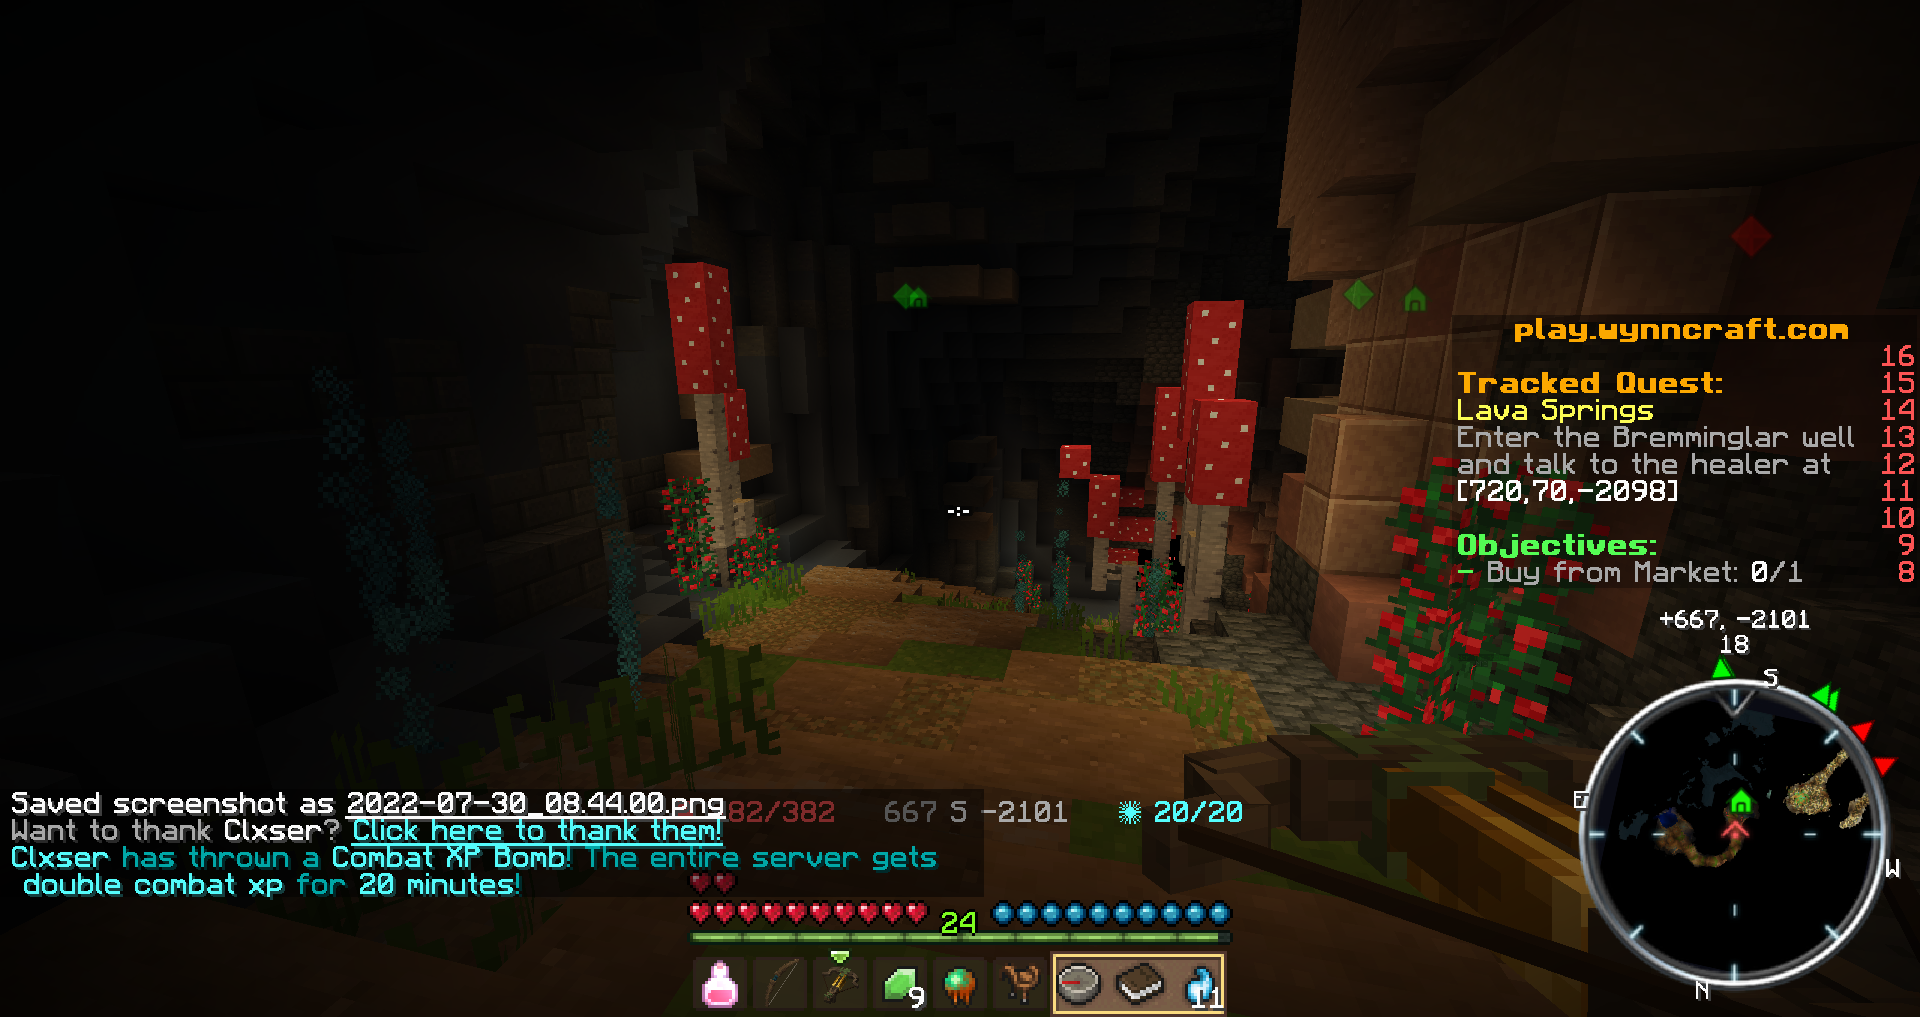 play.wynncraft.com
16
Tracked Quest: 15
Lava Springs 14
Enter the Bremminglar well 13
and talk to the healer at 12
[720,70,-2098] 11
10
Objectives: 9
- Buy from Market: 0/1 8
+667, -2101
18
S
E
W
N
Saved screenshot as 2022-07-30_08.44.00.png
82/382 667 S -2101 20/20
Want to thank Clxser? Click here to thank them!
Clxser has thrown a Combat XP Bomb! The entire server gets
double combat xp for 20 minutes!
24
9
11